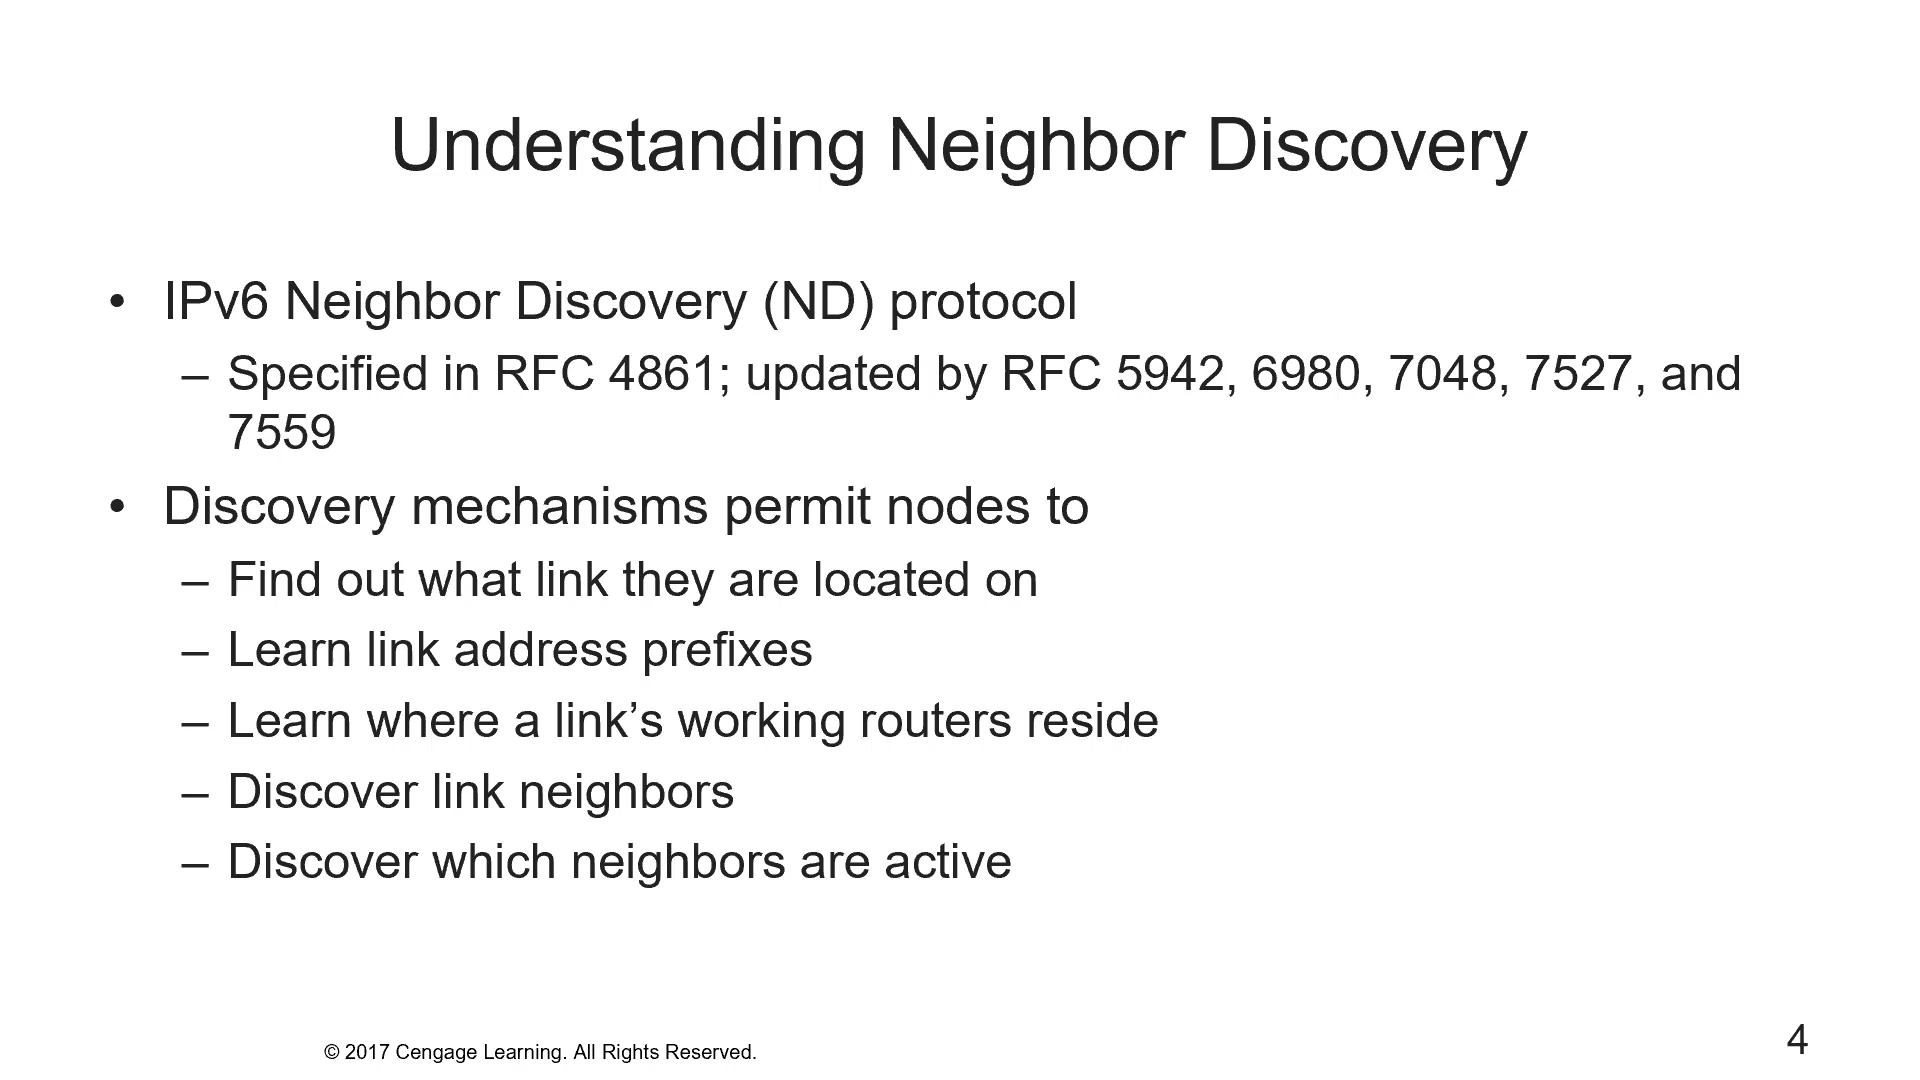 Understanding Neighbor Discovery
• IPv6 Neighbor Discovery (ND) protocol
– Specified in RFC 4861; updated by RFC 5942, 6980, 7048, 7527, and
7559
• Discovery mechanisms permit nodes to
– Find out what link they are located on
– Learn link address prefixes
– Learn where a link’s working routers reside
– Discover link neighbors
– Discover which neighbors are active
© 2017 Cengage Learning. All Rights Reserved.
4